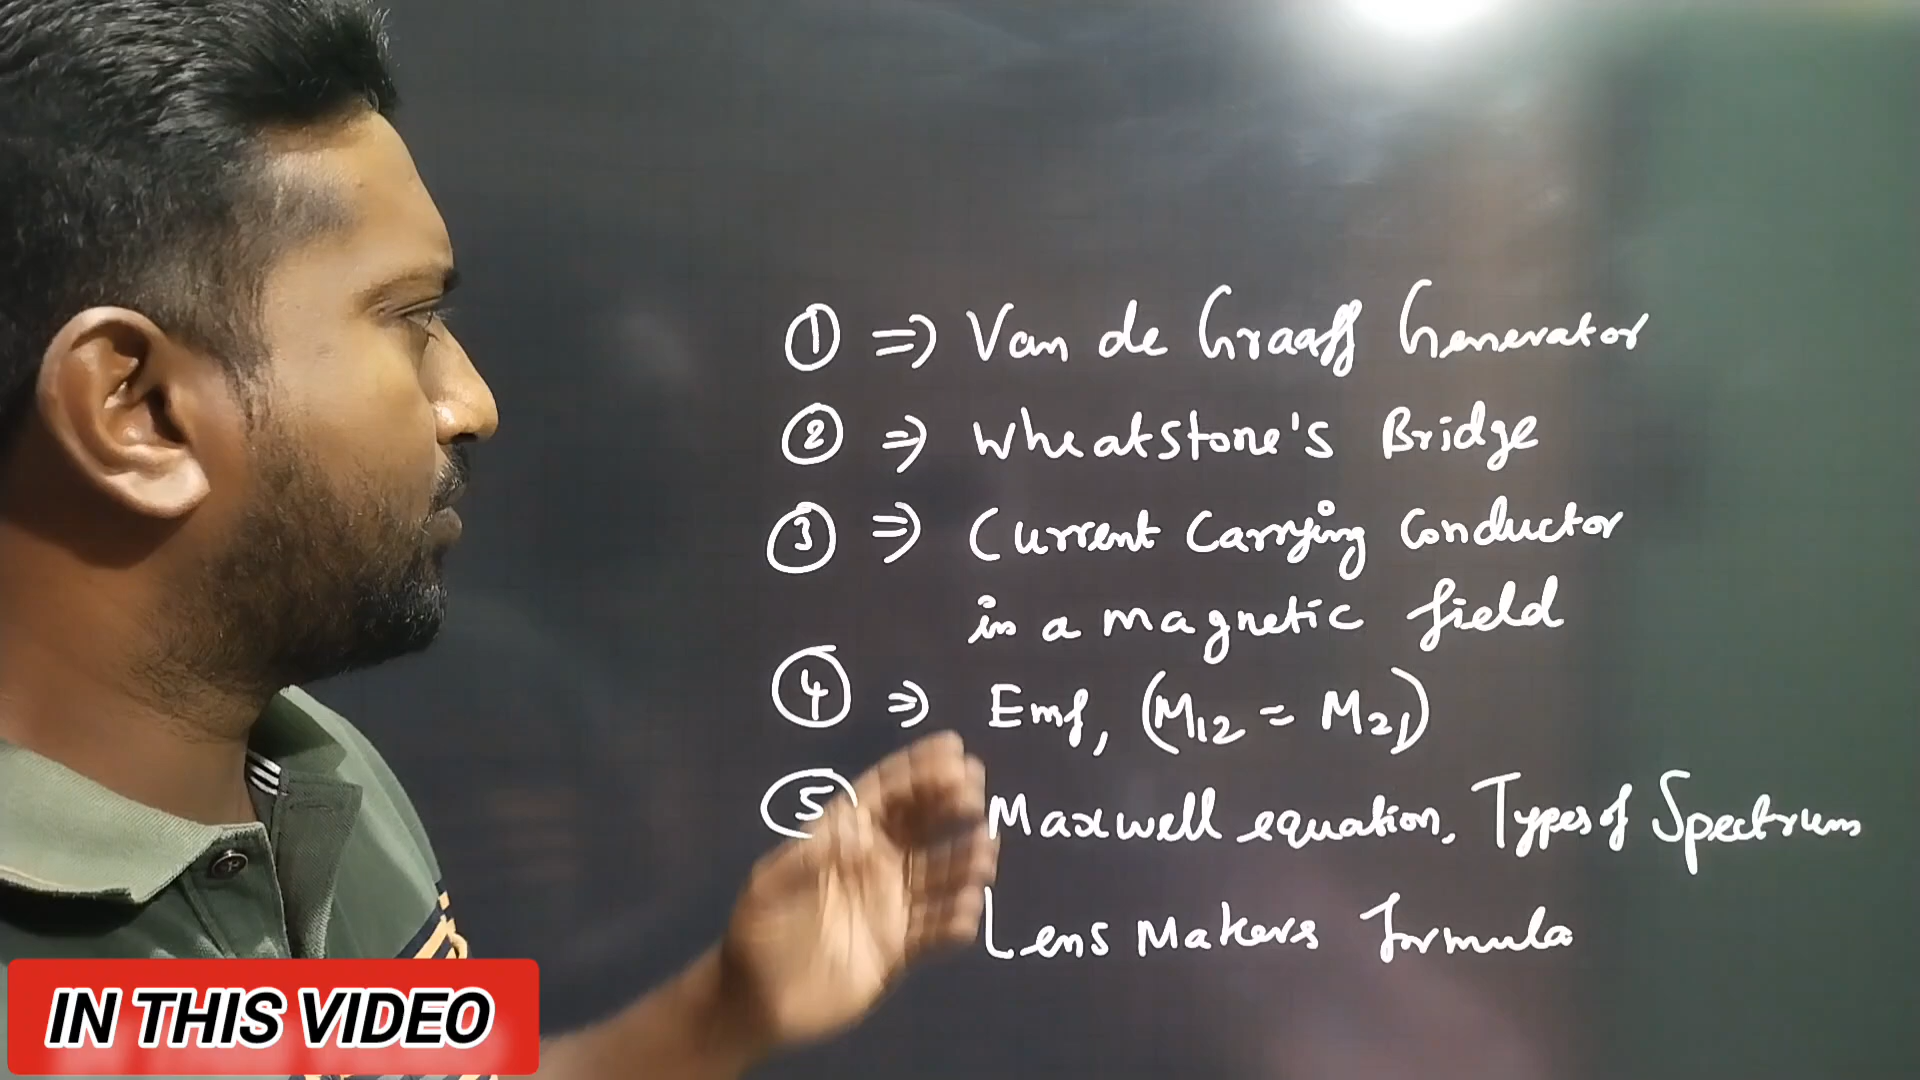 ① ⇒ Van de Graaff Generator
② ⇒ Wheatstone's Bridge
③ ⇒ Current Carrying Conductor
in a magnetic field
④ ⇒ Emf, (M₁₂ = M₂₁)
⑤ Maxwell equation, Types of Spectrum
Lens Makers formula
IN THIS VIDEO